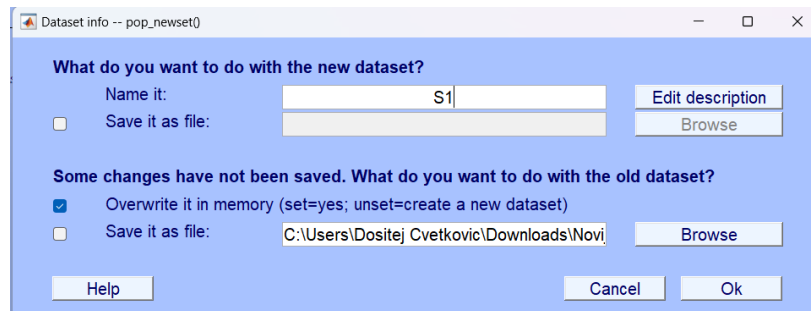 Dataset info -- pop_newset()
What do you want to do with the new dataset?
Name it: S1 Edit description
Save it as file: Browse
Some changes have not been saved. What do you want to do with the old dataset?
Overwrite it in memory (set=yes; unset=create a new dataset)
Save it as file: C:\Users\Dositej Cvetkovic\Downloads\Novi Browse
Help Cancel Ok